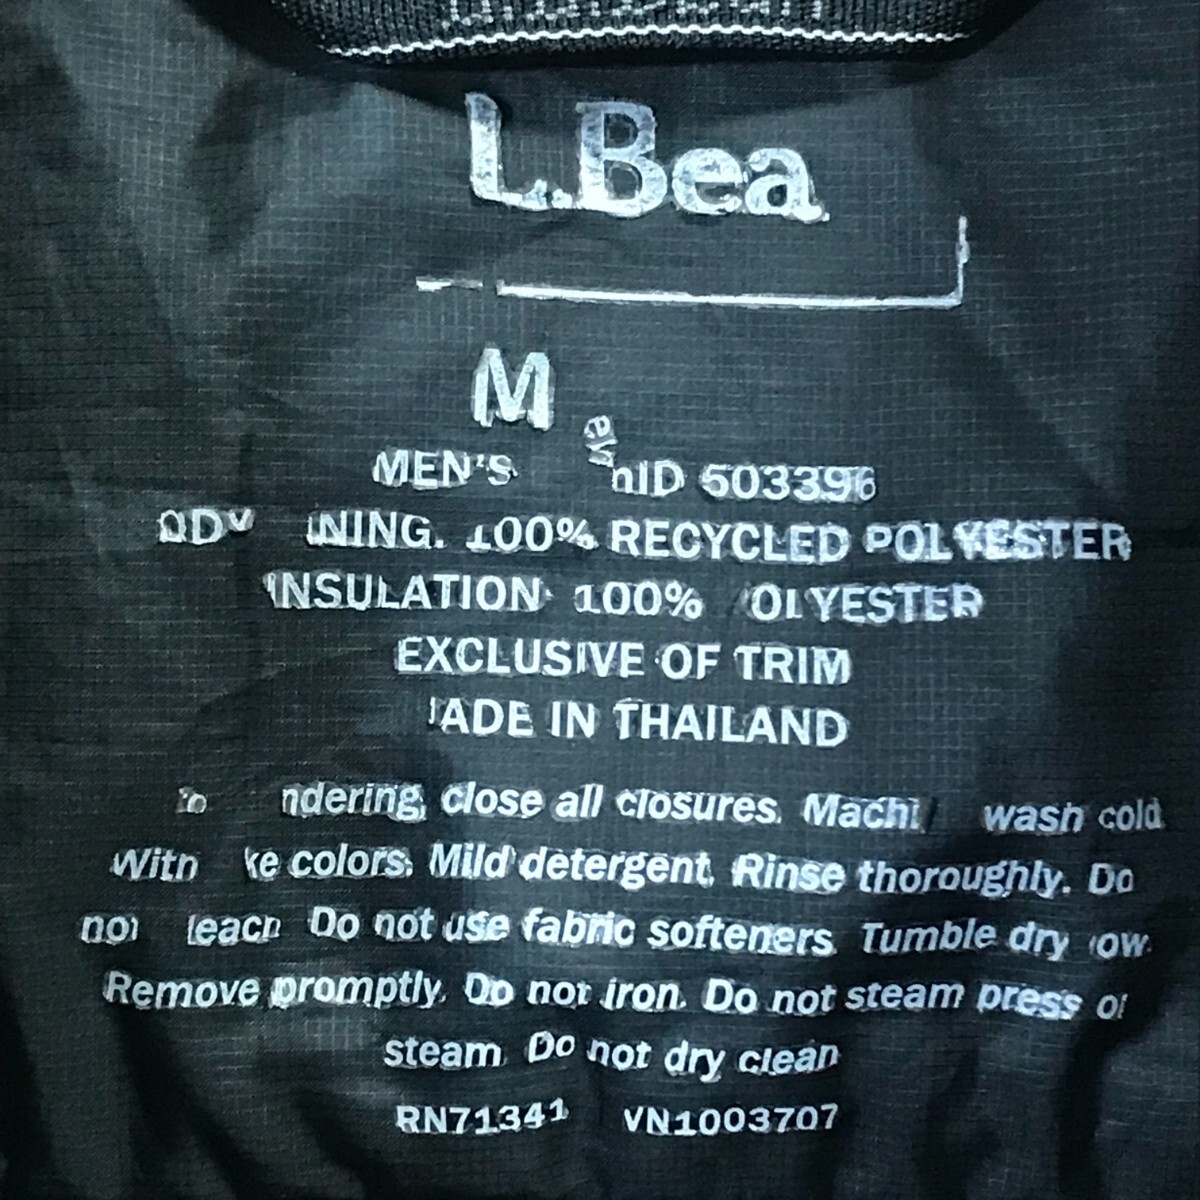 L.Bea
M
MEN'S nID 503396
NING. 100% RECYCLED POLYESTER
INSULATION 100% OLYESTER
EXCLUSIVE OF TRIM
ADE IN THAILAND
ndering, close all closures. Machi wash cold
With ke colors. Mild detergent. Rinse thoroughly. Do
not leach Do not use fabric softeners. Tumble dry ow.
Remove promptly. Do not iron. Do not steam press or
steam. Do not dry clean
RN71341 VN1003707